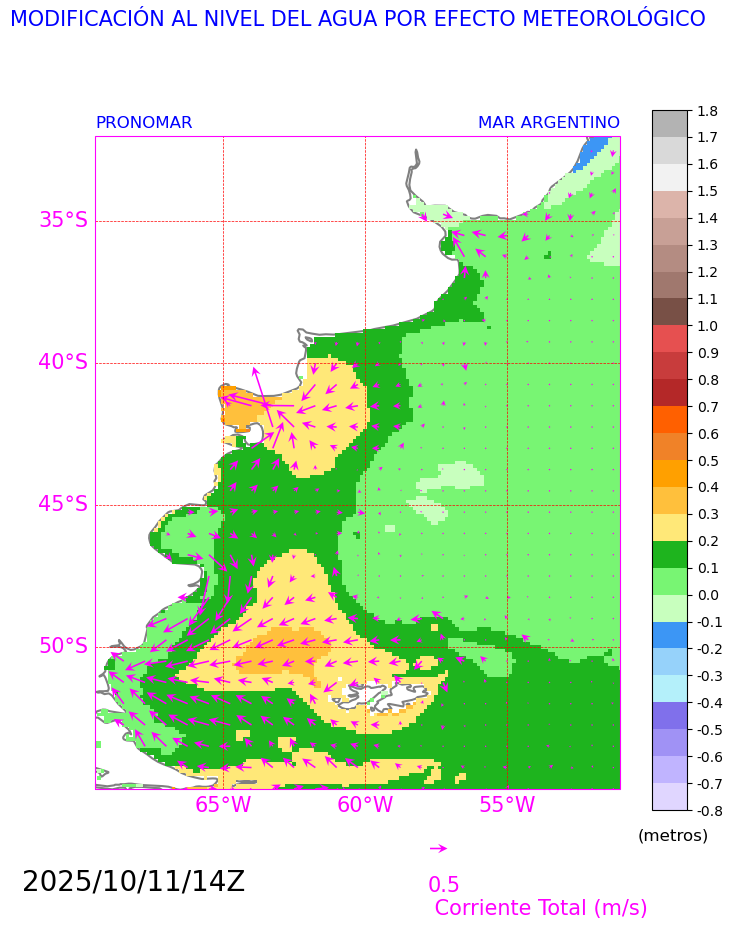 MODIFICACIÓN AL NIVEL DEL AGUA POR EFECTO METEOROLÓGICO
PRONOMAR MAR ARGENTINO
35°S
40°S
45°S
50°S
65°W 60°W 55°W
1.8
1.7
1.6
1.5
1.4
1.3
1.2
1.1
1.0
0.9
0.8
0.7
0.6
0.5
0.4
0.3
0.2
0.1
0.0
-0.1
-0.2
-0.3
-0.4
-0.5
-0.6
-0.7
-0.8
(metros)
2025/10/11/14Z
0.5
Corriente Total (m/s)